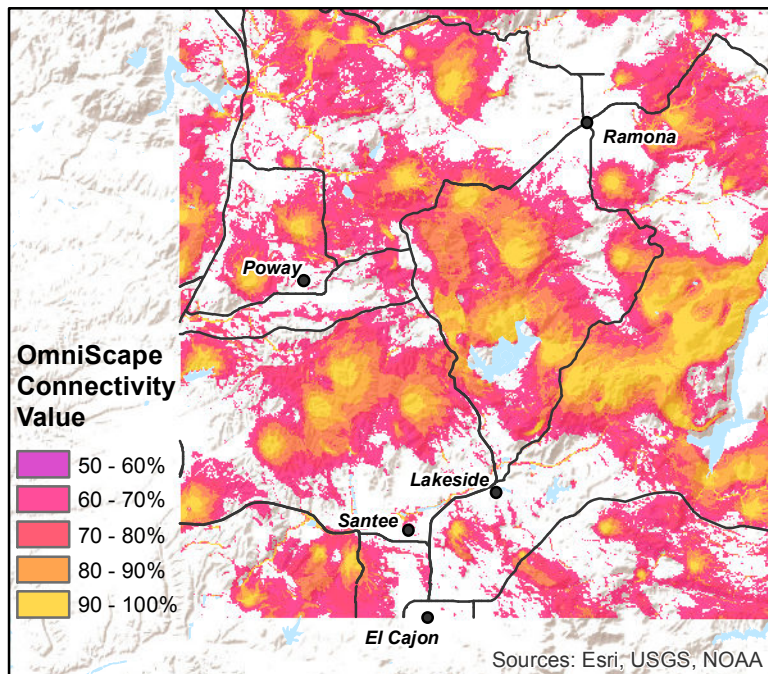 Ramona
Poway
OmniScape
Connectivity
Value
50 - 60%
60 - 70%
70 - 80%
80 - 90%
90 - 100%
Lakeside
Santee
El Cajon
Sources: Esri, USGS, NOAA